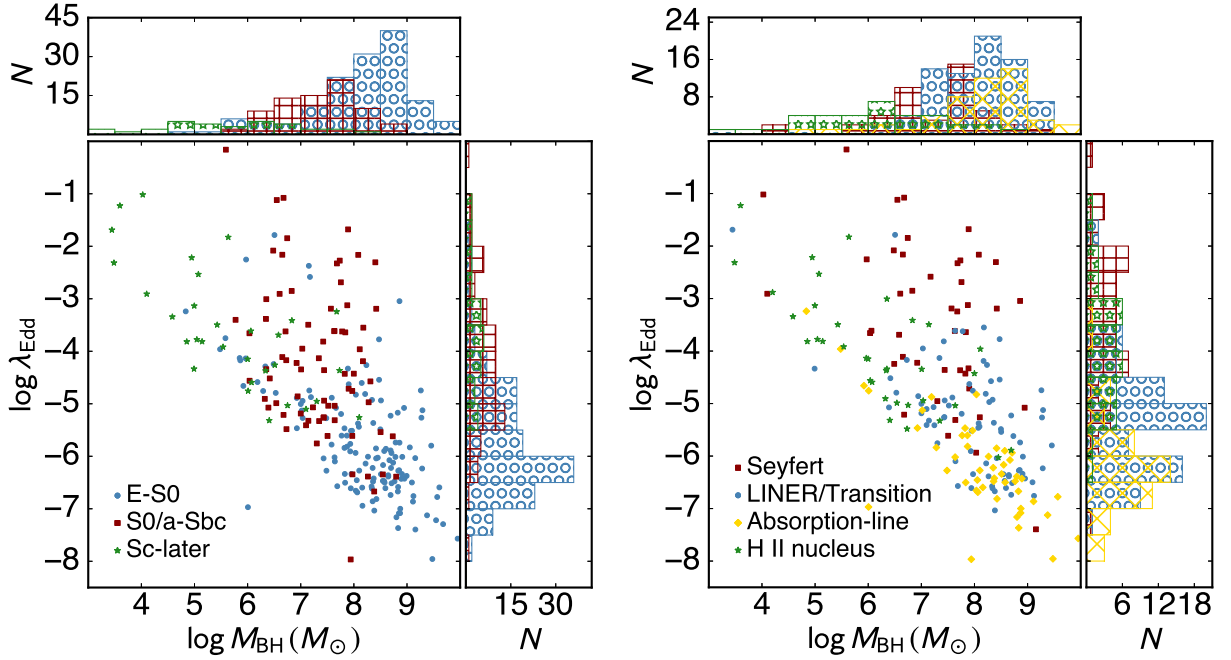 45
30
15
N
24
16
8
N
−1
−2
−3
−4
−5
−6
−7
−8
log λEdd
E-S0
S0/a-Sbc
Sc-later
4 5 6 7 8 9
log MBH (M⊙)
15 30
N
−1
−2
−3
−4
−5
−6
−7
−8
log λEdd
Seyfert
LINER/Transition
Absorption-line
H II nucleus
4 5 6 7 8 9
log MBH (M⊙)
6 12 18
N